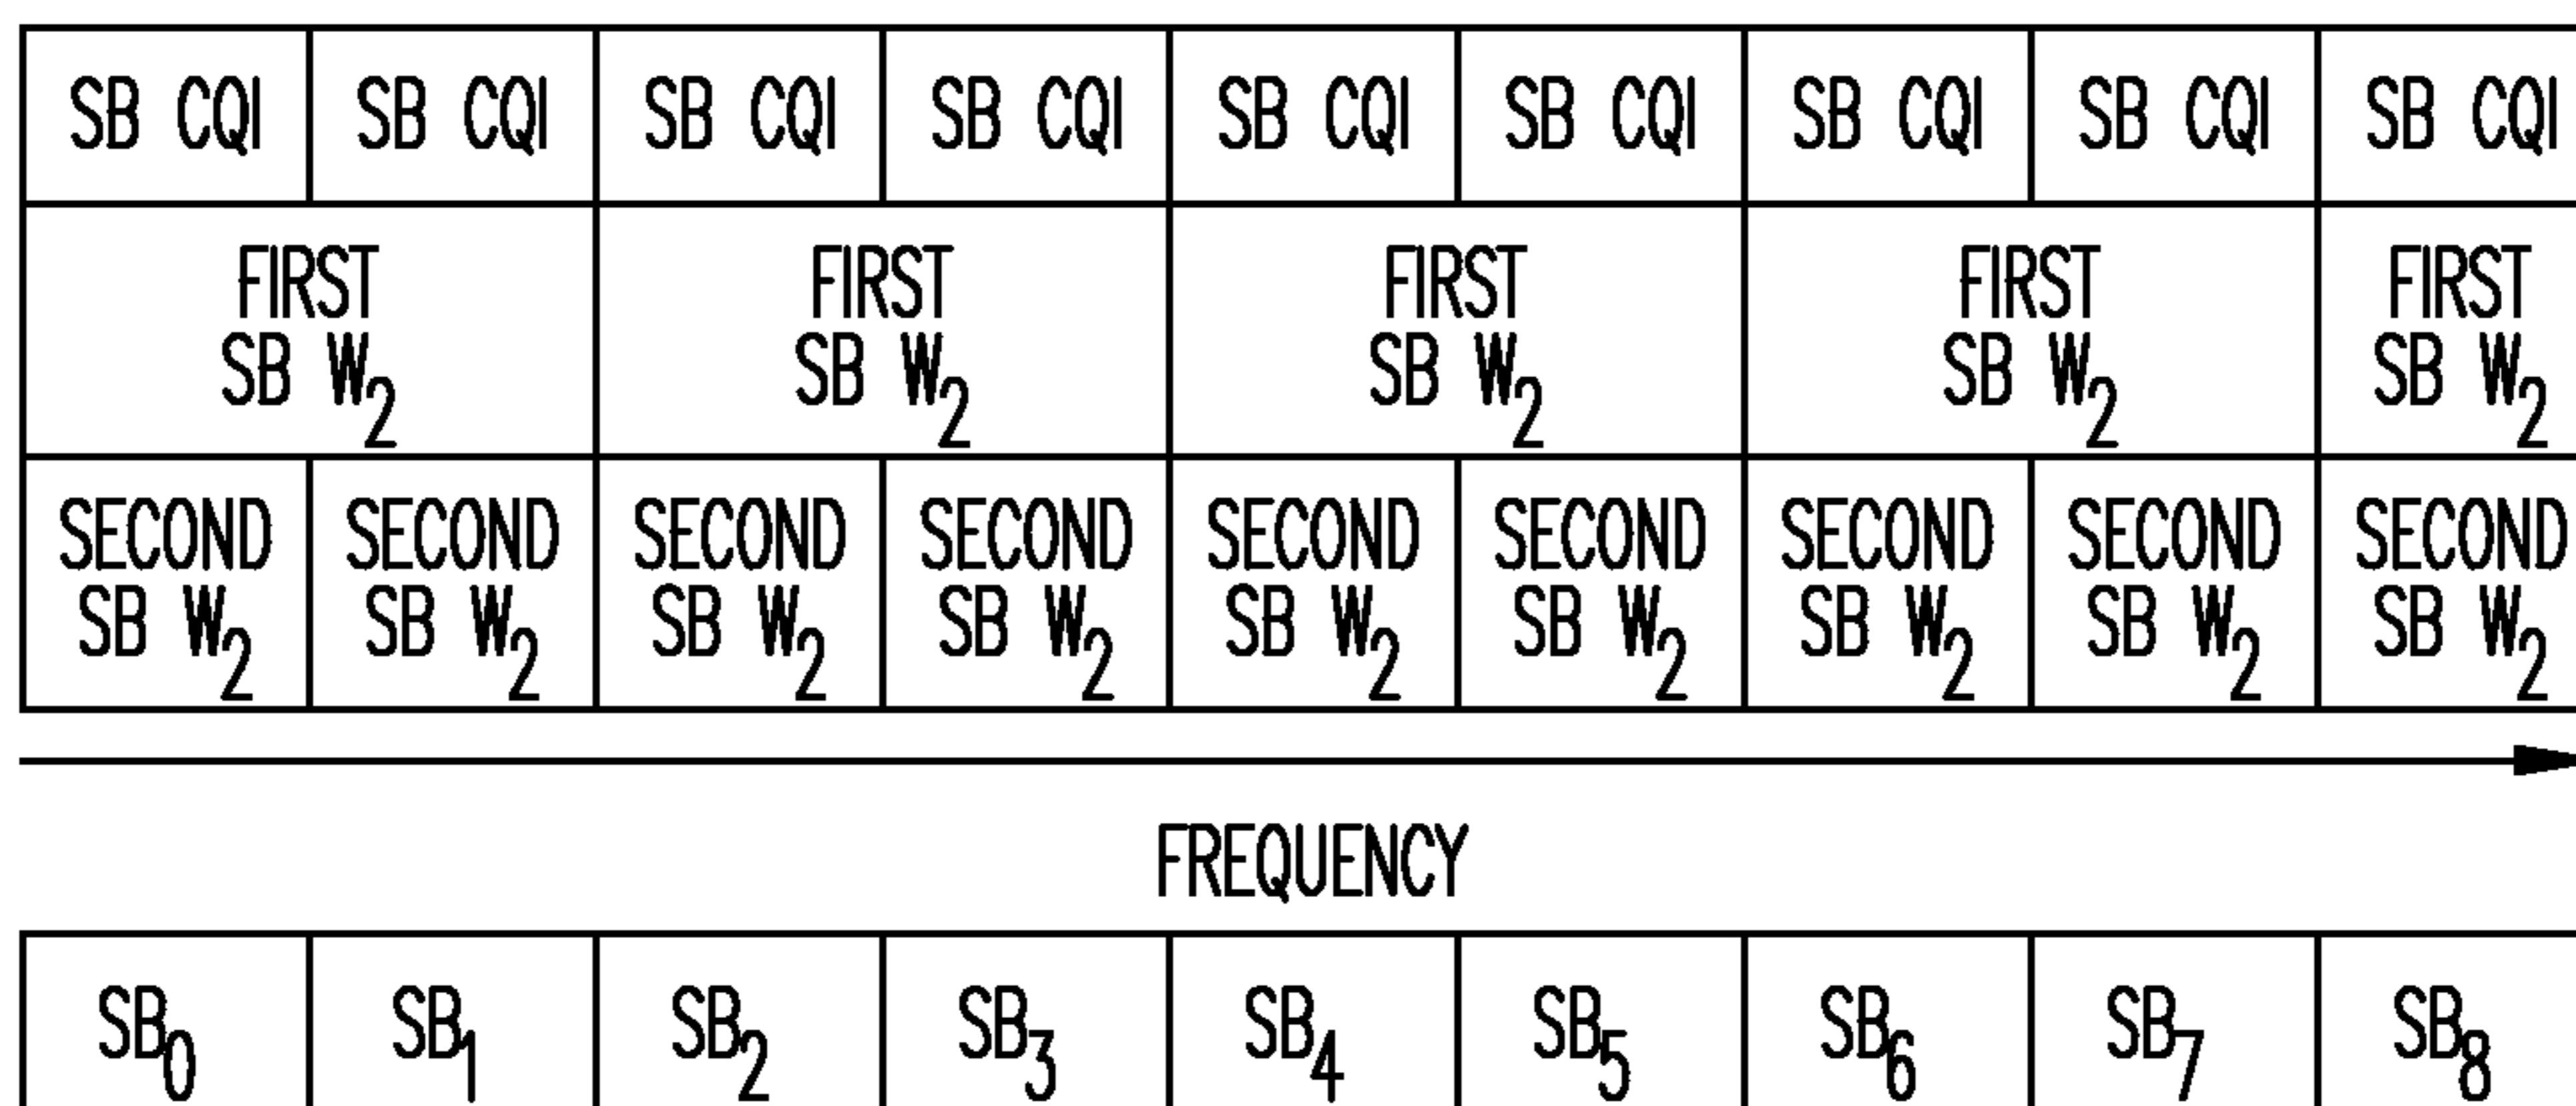 SB CQI SB CQI SB CQI SB CQI SB CQI SB CQI SB CQI SB CQI SB CQI
FIRST FIRST FIRST FIRST FIRST
SB W2 SB W2 SB W2 SB W2 SB W2
SECOND SECOND SECOND SECOND SECOND SECOND SECOND SECOND SECOND
SB W2 SB W2 SB W2 SB W2 SB W2 SB W2 SB W2 SB W2 SB W2
FREQUENCY
SB0 SB1 SB2 SB3 SB4 SB5 SB6 SB7 SB8